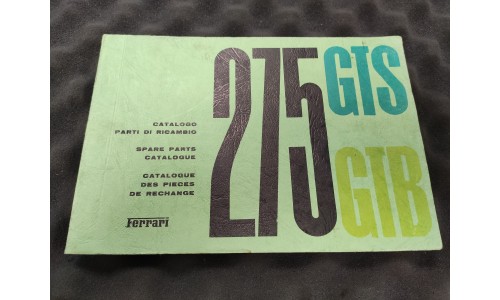 CATALOGO
PARTI DI RICAMBIO
SPARE PARTS
CATALOGUE
CATALOGUE
DES PIECES
DE RECHANGE
Ferrari
275
GTS
GTB